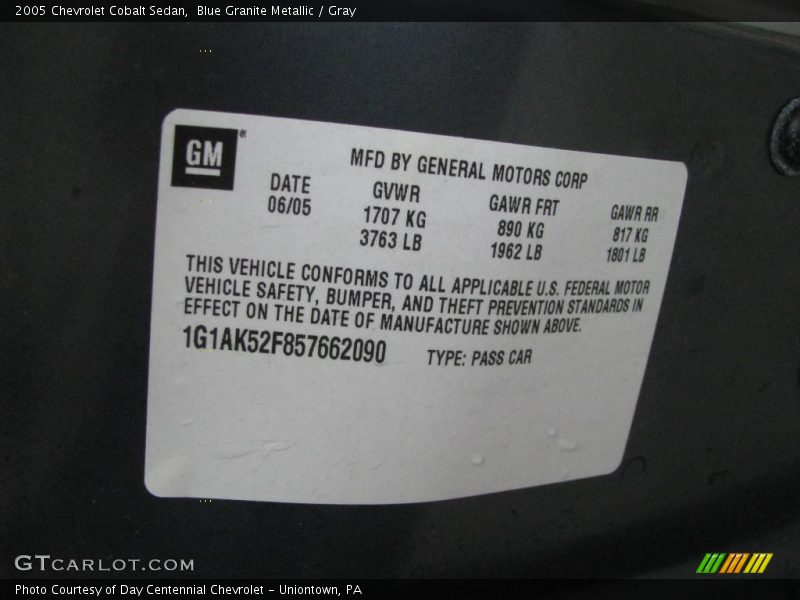 2005 Chevrolet Cobalt Sedan,  Blue Granite Metallic / Gray
GM®
MFD BY GENERAL MOTORS CORP
DATE GVWR GAWR FRT GAWR RR
06/05 1707 KG 890 KG 817 KG
3763 LB 1962 LB 1801 LB
THIS VEHICLE CONFORMS TO ALL APPLICABLE U.S. FEDERAL MOTOR
VEHICLE SAFETY, BUMPER, AND THEFT PREVENTION STANDARDS IN
EFFECT ON THE DATE OF MANUFACTURE SHOWN ABOVE.
1G1AK52F857662090 TYPE: PASS CAR
GTCARLOT.COM
Photo Courtesy of Day Centennial Chevrolet - Uniontown, PA